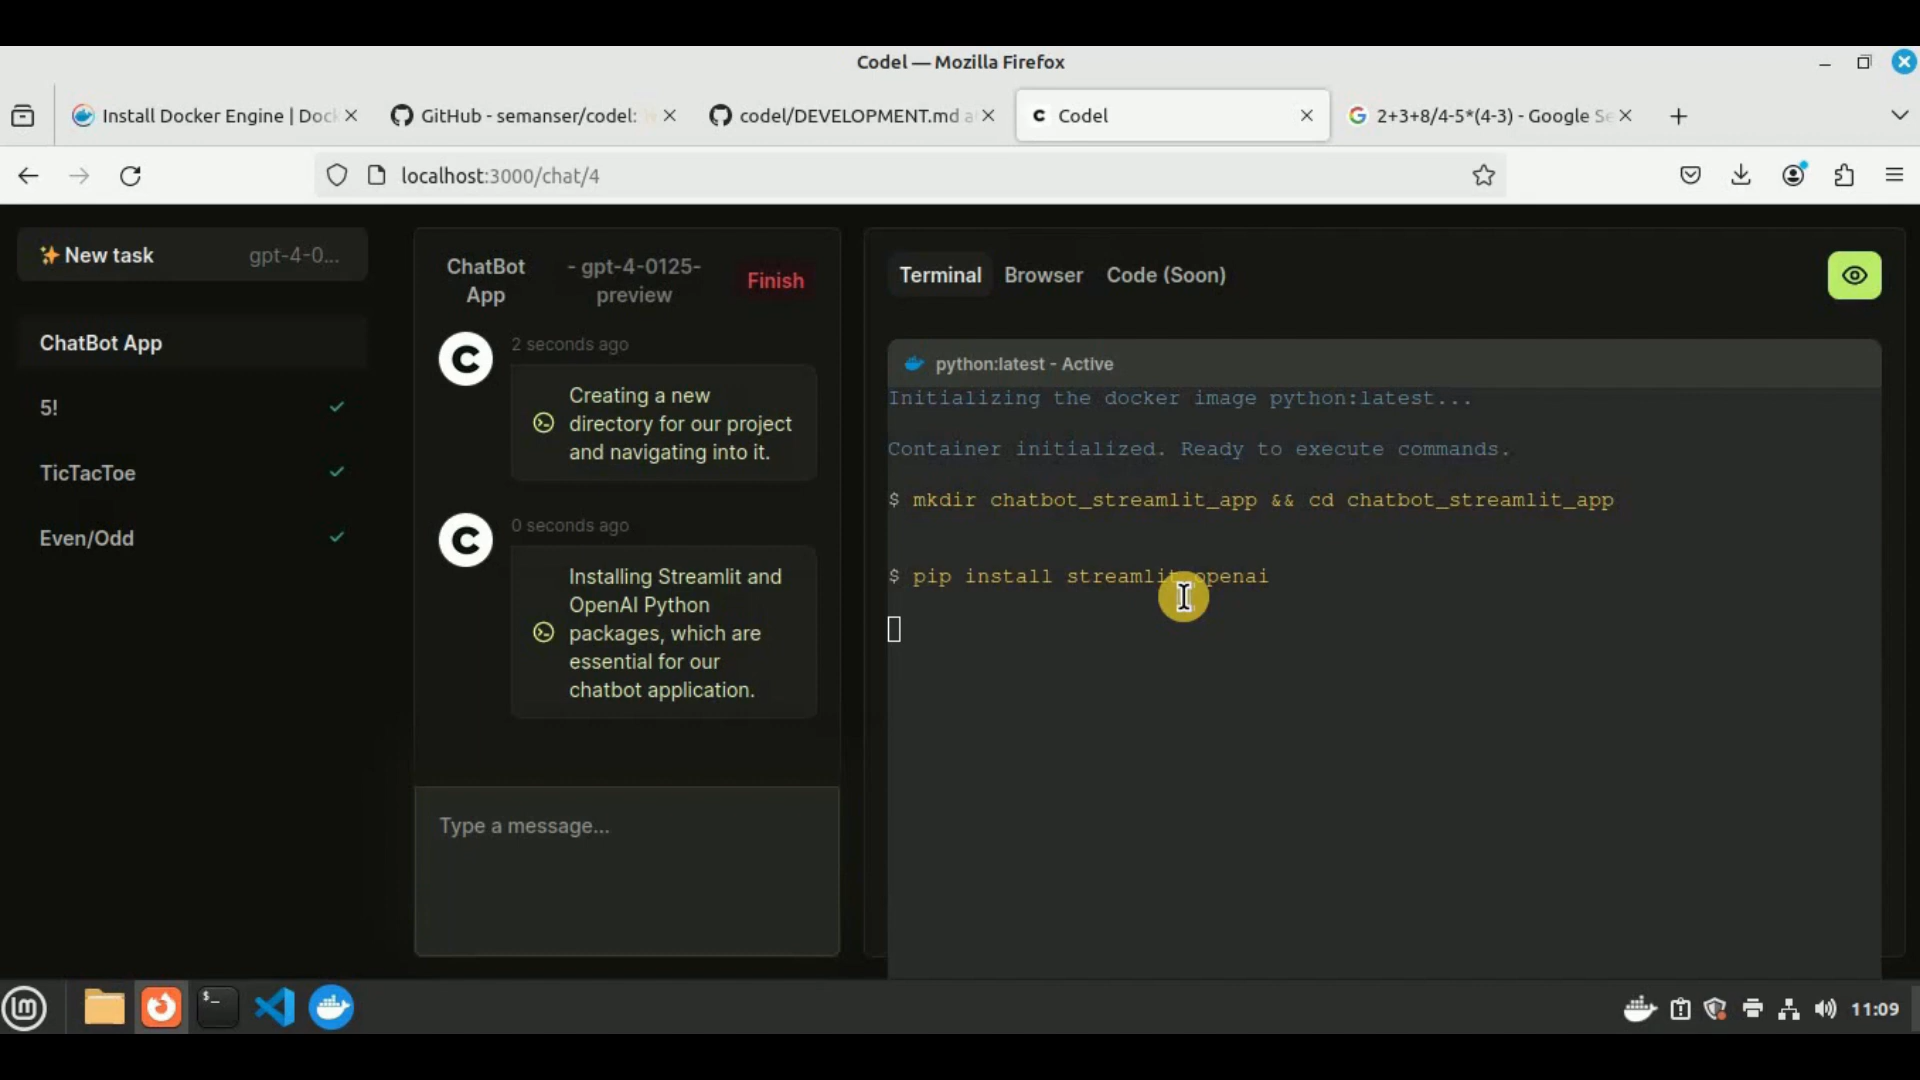 Codel — Mozilla Firefox
Install Docker Engine | Doc
GitHub - semanser/codel:
codel/DEVELOPMENT.md a
C Codel
2+3+8/4-5*(4-3) - Google Se
localhost:3000/chat/4
✨ New task gpt-4-0...
ChatBot App
5!
TicTacToe
Even/Odd
ChatBot App
- gpt-4-0125-preview
Finish
C
2 seconds ago
Creating a new
directory for our project
and navigating into it.
C
0 seconds ago
Installing Streamlit and
OpenAI Python
packages, which are
essential for our
chatbot application.
Type a message...
Terminal Browser Code (Soon)
python:latest - Active
Initializing the docker image python:latest...
Container initialized. Ready to execute commands.
$ mkdir chatbot_streamlit_app && cd chatbot_streamlit_app
$ pip install streamlit openai
11:09